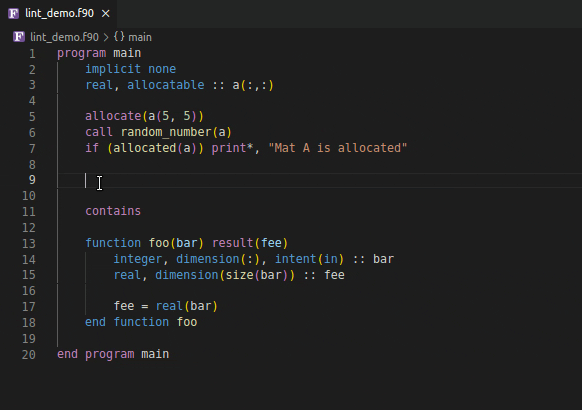 lint_demo.f90 ×
lint_demo.f90 > {} main
1 program main
2     implicit none
3     real, allocatable :: a(:,:)
4
5     allocate(a(5, 5))
6     call random_number(a)
7     if (allocated(a)) print*, "Mat A is allocated"
8
9
10
11     contains
12
13     function foo(bar) result(fee)
14         integer, dimension(:), intent(in) :: bar
15         real, dimension(size(bar)) :: fee
16
17         fee = real(bar)
18     end function foo
19
20 end program main